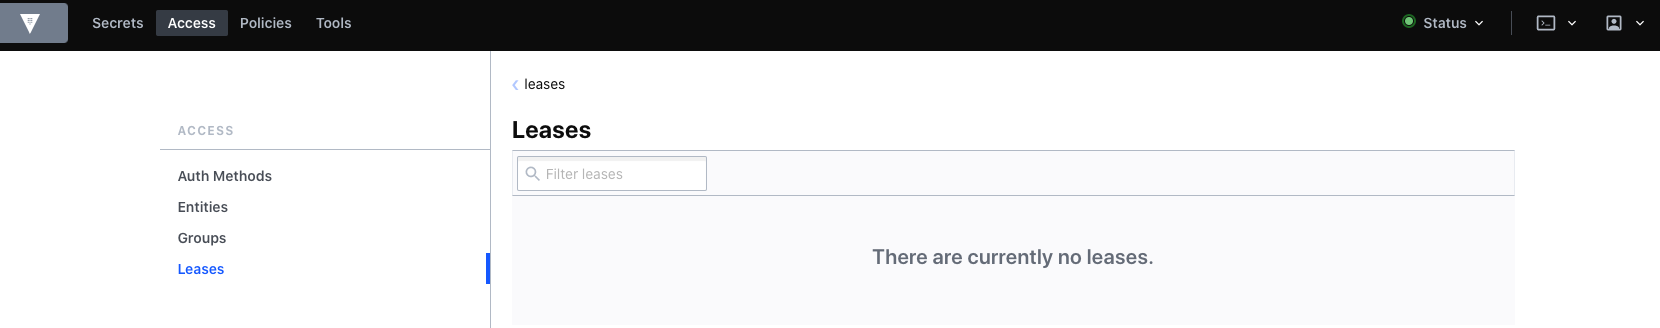 Secrets Access Policies Tools Status
leases
ACCESS
Leases
Filter leases
Auth Methods
Entities
Groups
Leases
There are currently no leases.